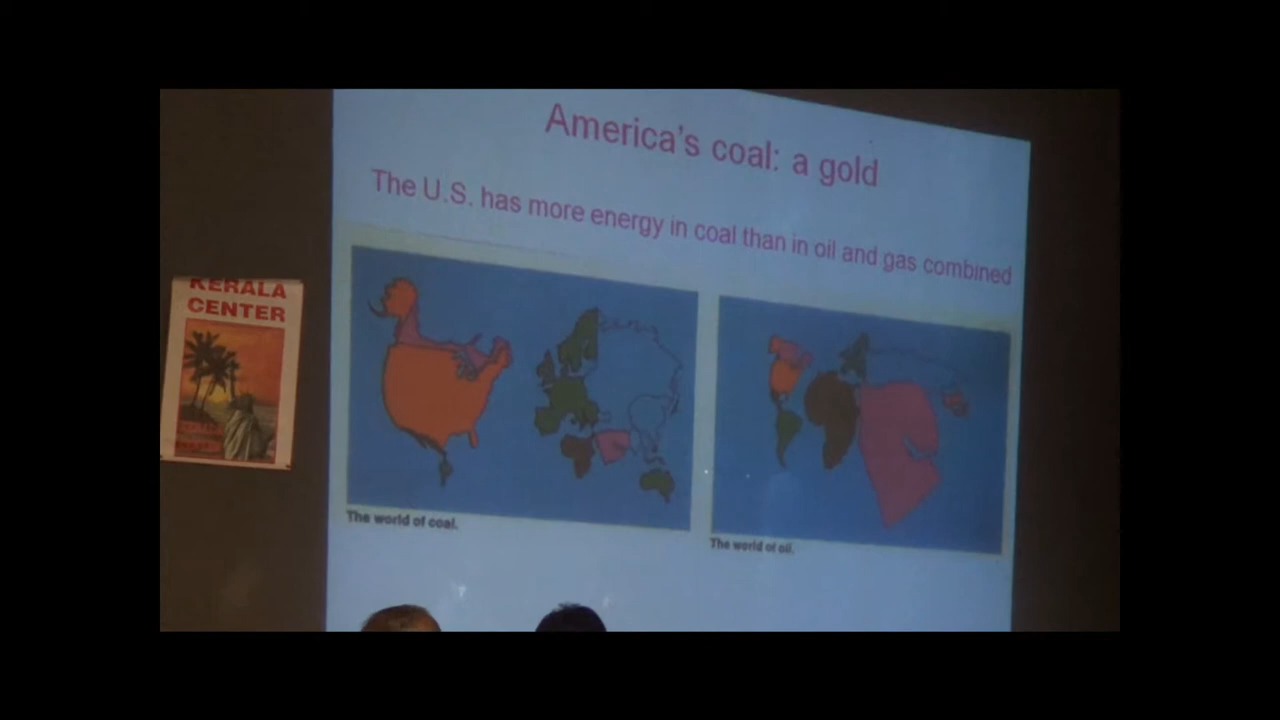 America's coal: a gold
The U.S. has more energy in coal than in oil and gas combined
KERALA
CENTER
The world of coal.
The world of oil.